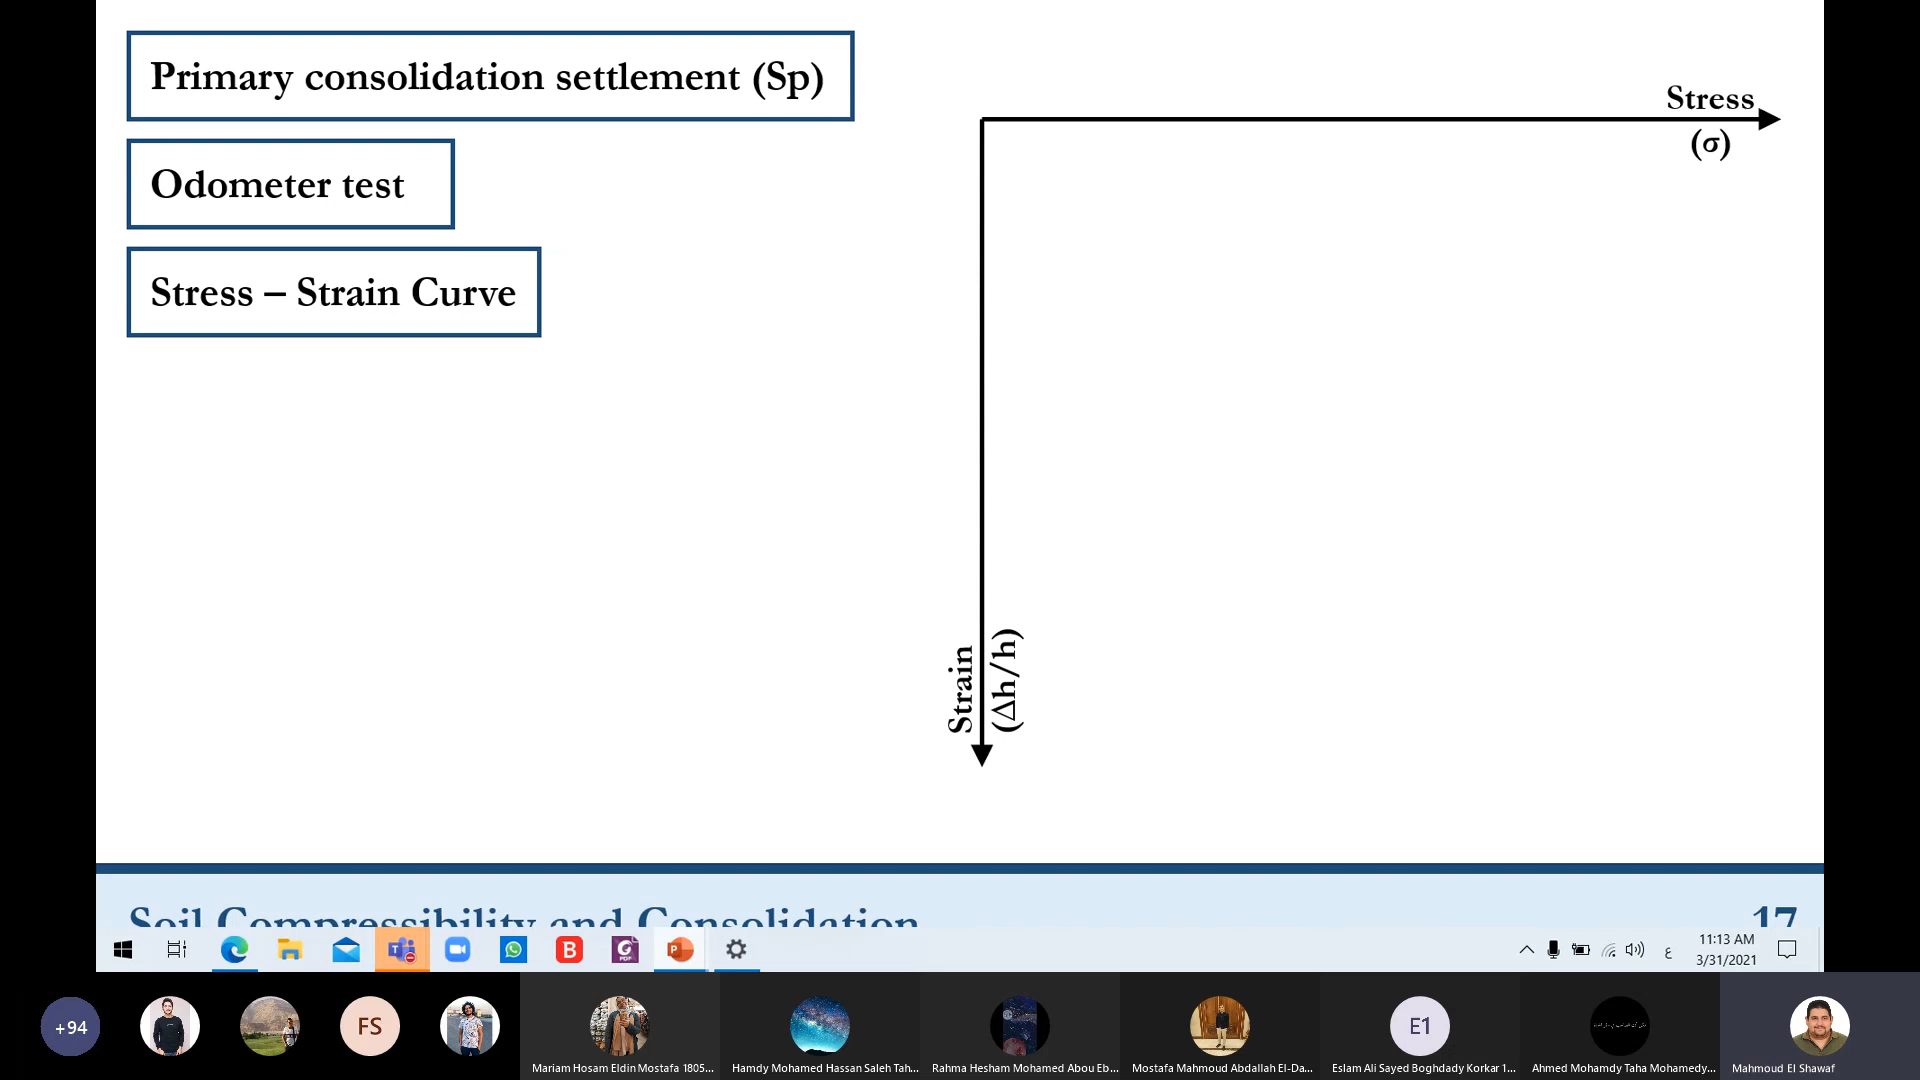 Primary consolidation settlement (Sp)
Odometer test
Stress – Strain Curve
Stress
(σ)
Strain
(Δh/h)
Soil Compressibility and Consolidation
17
11:13 AM
3/31/2021
ع
+94
FS
E1
Mariam Hosam Eldin Mostafa 1805...
Hamdy Mohamed Hassan Saleh Tah...
Rahma Hesham Mohamed Abou Eb...
Mostafa Mahmoud Abdallah El-Da...
Eslam Ali Sayed Boghdady Korkar 1...
Ahmed Mohamdy Taha Mohamedy...
Mahmoud El Shawaf